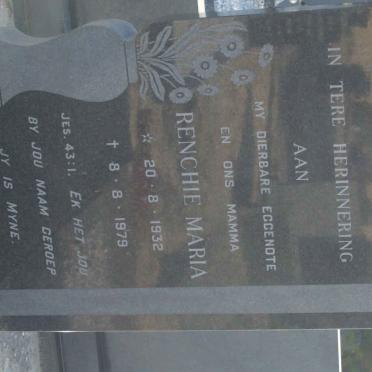 IN TERE HERINNERING
AAN
MY DIERBARE EGGENOTE
EN ONS MAMMA
RENCHIE MARIA
☆ 20·8·1932
✝ 8·8·1979
JES. 43:1. EK HET JOU
BY JOU NAAM GEROEP
JY IS MYNE